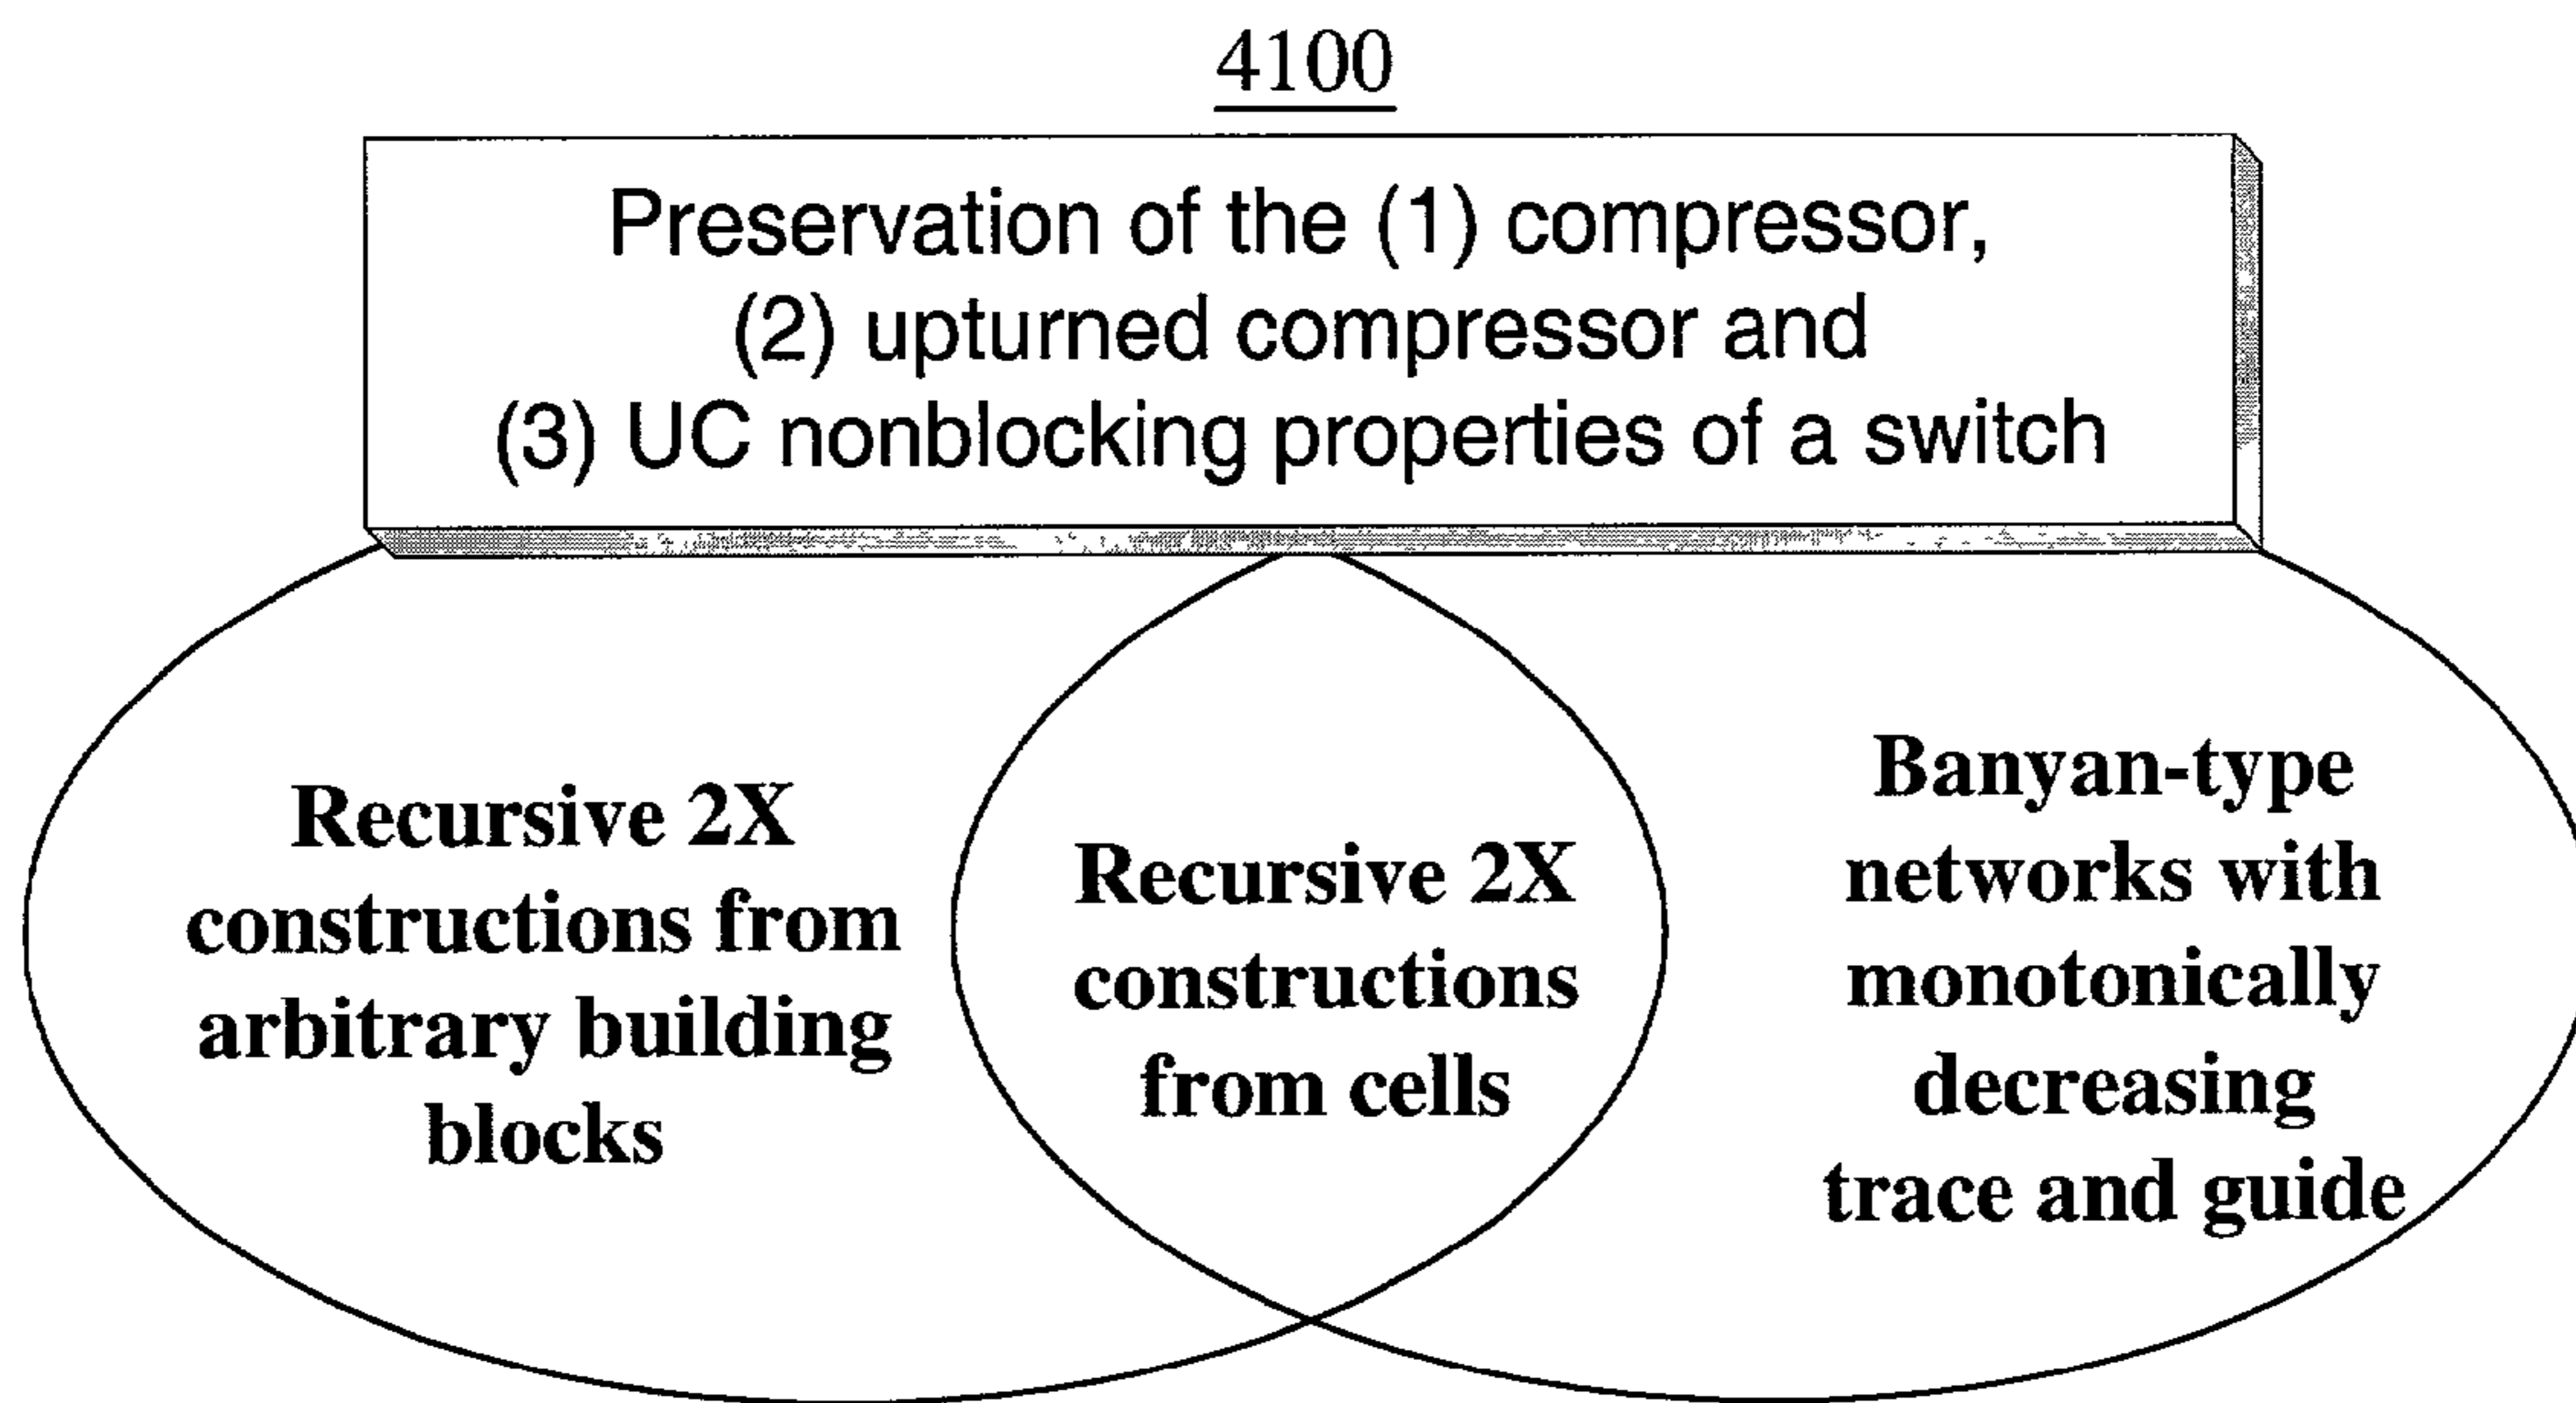 4100
Preservation of the (1) compressor,
(2) upturned compressor and
(3) UC nonblocking properties of a switch
Recursive 2X
constructions from
arbitrary building
blocks
Recursive 2X
constructions
from cells
Banyan-type
networks with
monotonically
decreasing
trace and guide